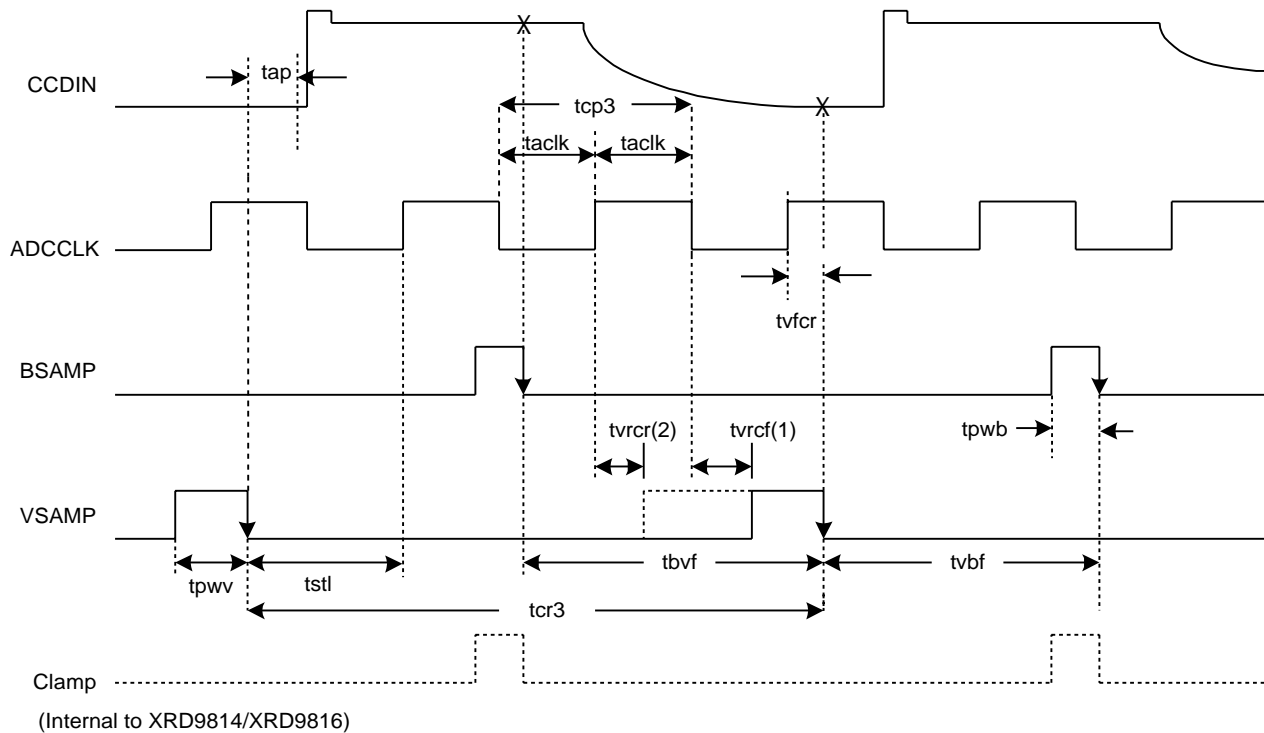 tap
CCDIN
tcp3
X
X
taclk
taclk
ADCCLK
tvfcr
BSAMP
tvrcr(2)
tvrcf(1)
tpwb
VSAMP
tpwv
tstl
tbvf
tvbf
tcr3
Clamp
(Internal to XRD9814/XRD9816)